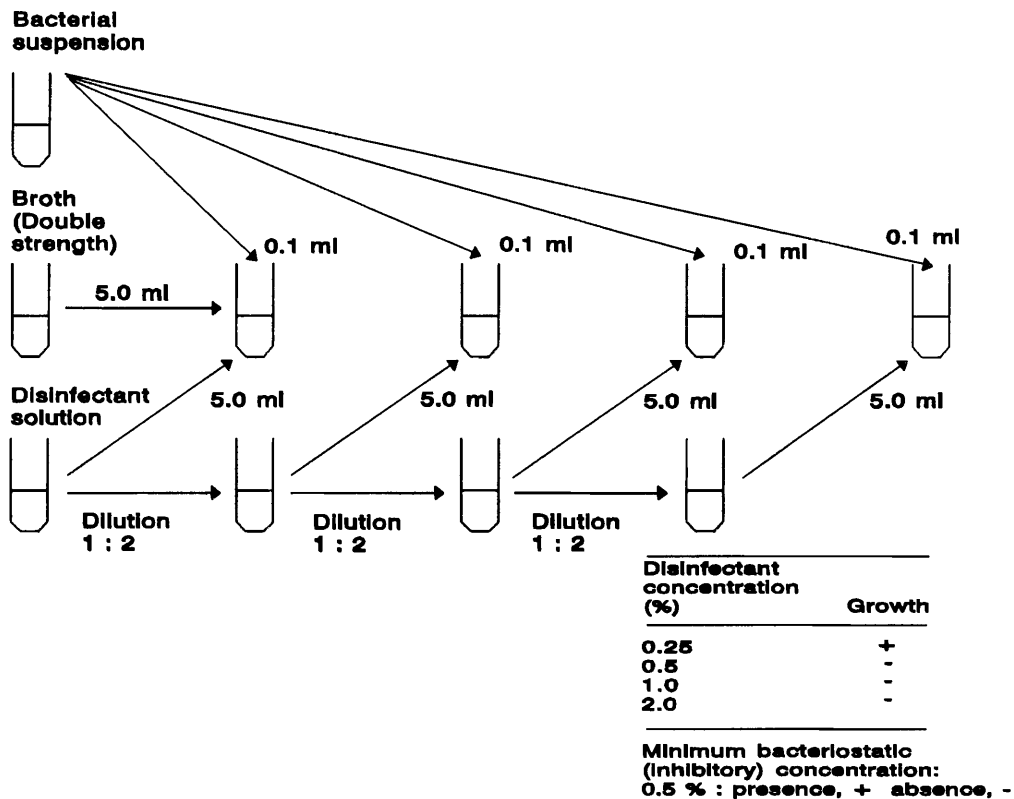 Bacterial
suspension
Broth
(Double
strength)
0.1 ml
0.1 ml
0.1 ml
0.1 ml
5.0 ml
Disinfectant
solution
5.0 ml
5.0 ml
5.0 ml
5.0 ml
Dilution
1 : 2
Dilution
1 : 2
Dilution
1 : 2
Disinfectant
concentration
(%) Growth
0.25 +
0.5 -
1.0 -
2.0 -
Minimum bacteriostatic
(inhibitory) concentration:
0.5 % : presence, + absence, -